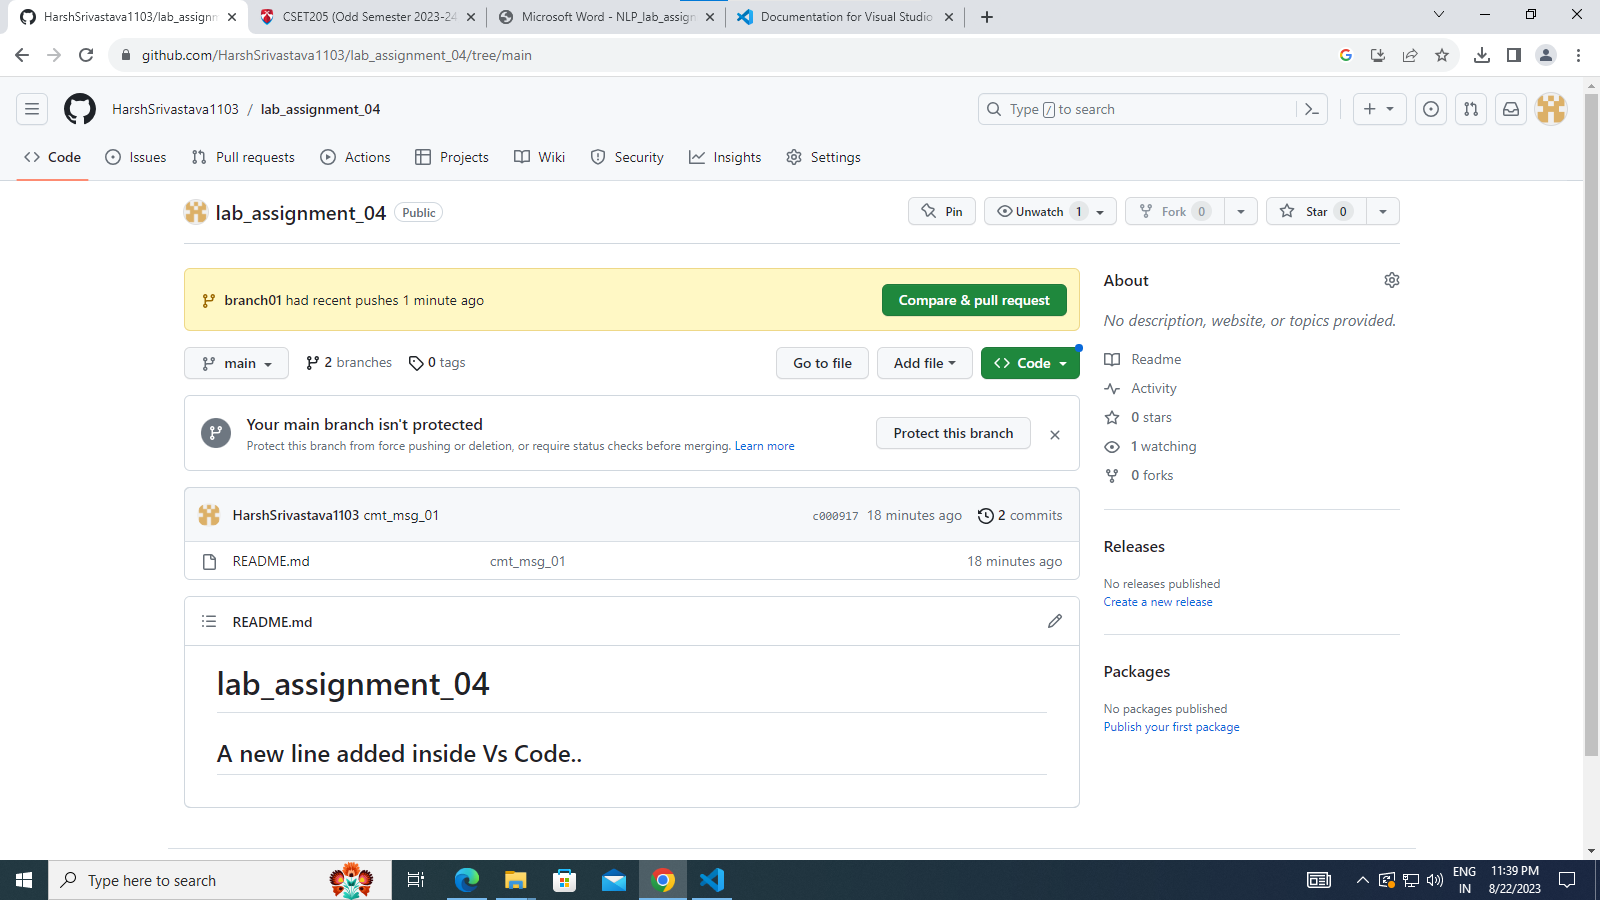 HarshSrivastava1103/lab_assignm
CSET205 (Odd Semester 2023-24
Microsoft Word - NLP_lab_assign
Documentation for Visual Studio
github.com/HarshSrivastava1103/lab_assignment_04/tree/main
HarshSrivastava1103 / lab_assignment_04
Type / to search
Code Issues Pull requests Actions Projects Wiki Security Insights Settings
lab_assignment_04 Public
Pin Unwatch 1 Fork 0 Star 0
branch01 had recent pushes 1 minute ago Compare & pull request
main 2 branches 0 tags Go to file Add file Code
Your main branch isn't protected
Protect this branch from force pushing or deletion, or require status checks before merging. Learn more
Protect this branch
HarshSrivastava1103 cmt_msg_01 c000917 18 minutes ago 2 commits
README.md cmt_msg_01 18 minutes ago
README.md
lab_assignment_04
A new line added inside Vs Code..
About
No description, website, or topics provided.
Readme
Activity
0 stars
1 watching
0 forks
Releases
No releases published
Create a new release
Packages
No packages published
Publish your first package
Type here to search
ENG
IN
11:39 PM
8/22/2023